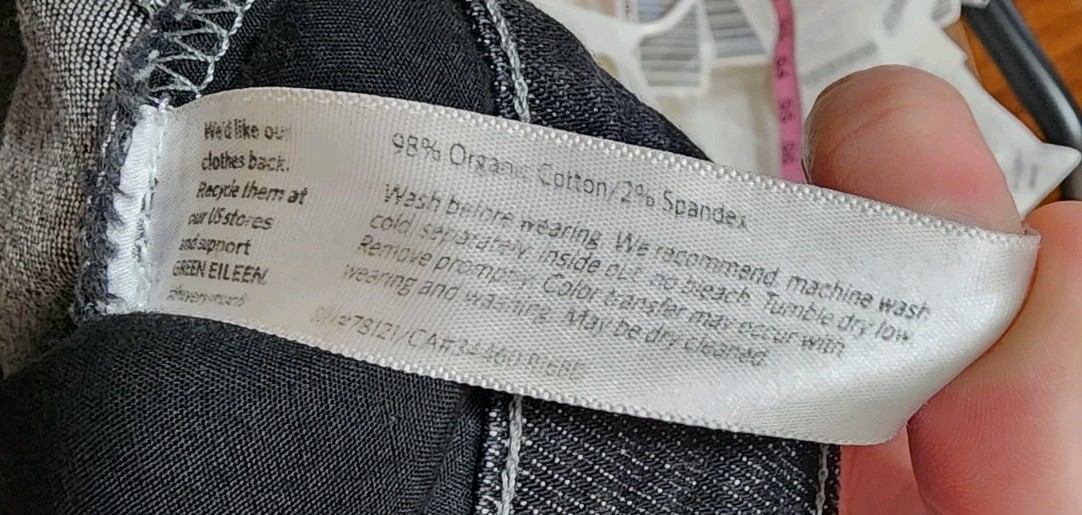 We'd like our
clothes back.
Recycle them at
our US stores
and support
GREEN EILEEN.
98% Organic Cotton/2% Spandex
Wash before wearing. We recommend machine wash
cold, separately, inside out, no bleach. Tumble dry low.
Remove promptly. Color transfer may occur with
wearing and washing. May be dry cleaned.
78121/CA#